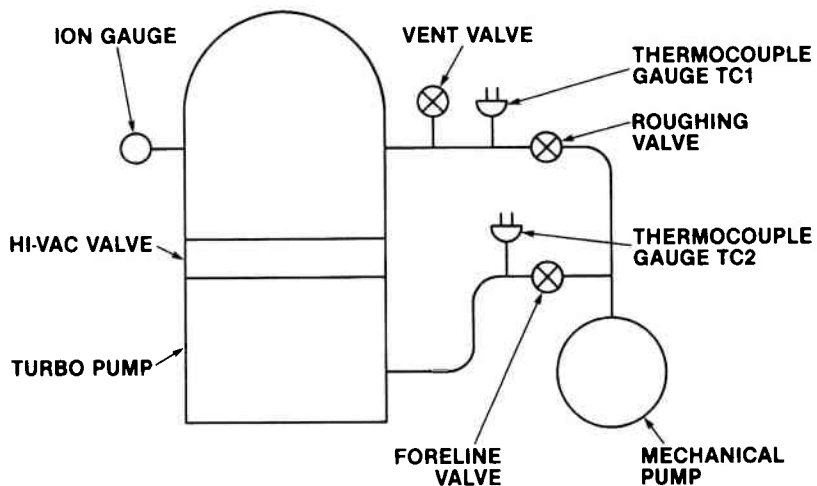 ION GAUGE
VENT VALVE
THERMOCOUPLE
GAUGE TC1
ROUGHING
VALVE
HI-VAC VALVE
THERMOCOUPLE
GAUGE TC2
TURBO PUMP
FORELINE
VALVE
MECHANICAL
PUMP